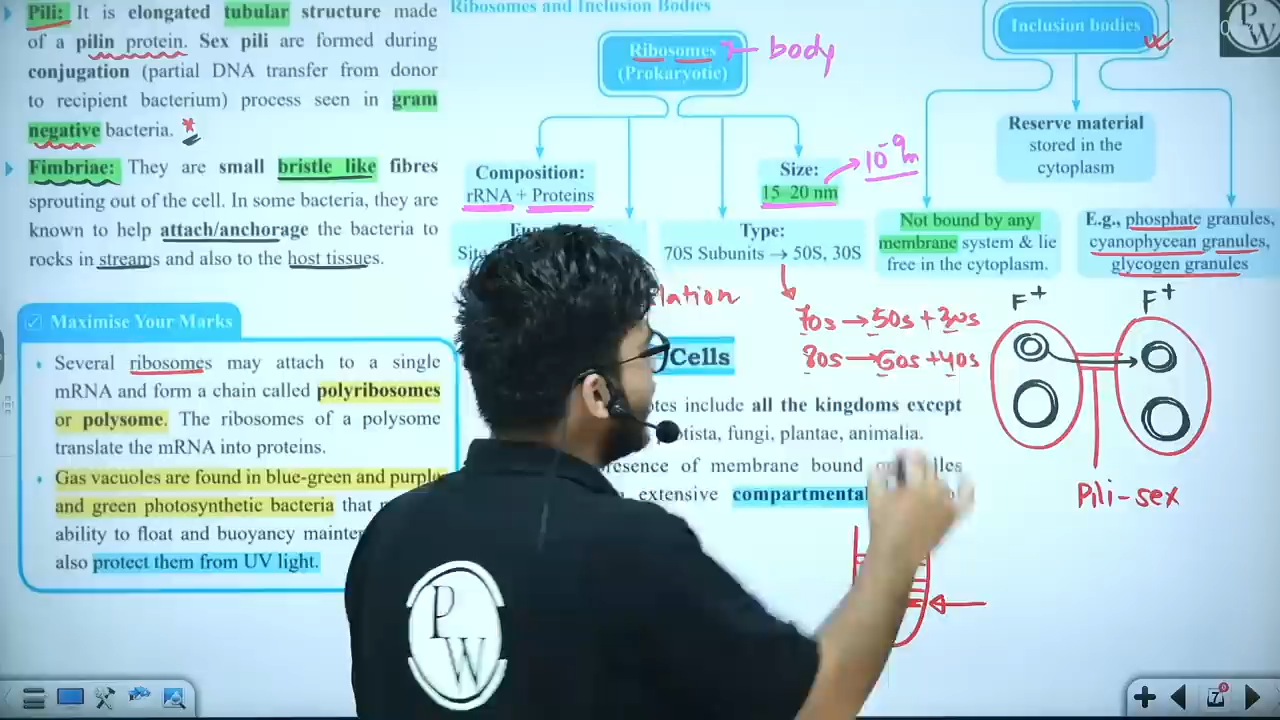 Pili: It is elongated tubular structure made
of a pilin protein. Sex pili are formed during
conjugation (partial DNA transfer from donor
to recipient bacterium) process seen in gram
negative bacteria.
Fimbriae: They are small bristle like fibres
sprouting out of the cell. In some bacteria, they are
known to help attach/anchorage the bacteria to
rocks in streams and also to the host tissues.
Maximise Your Marks
Several ribosomes may attach to a single
mRNA and form a chain called polyribosomes
or polysome. The ribosomes of a polysome
translate the mRNA into proteins.
Gas vacuoles are found in blue-green and purple
and green photosynthetic bacteria that
ability to float and buoyancy
also protect them from UV light.
Ribosomes and Inclusion Bodies
Ribosomes
(Prokaryotic)
body
Composition:
rRNA + Proteins
Size:
15-20 nm
10⁻⁹m
Type:
70S Subunits → 50S, 30S
lation
70s → 50s + 30s
80s → 60s + 40s
Cells
include all the kingdoms except
fungi, plantae, animalia.
of membrane bound
extensive compartmental
Inclusion bodies
Reserve material
stored in the
cytoplasm
Not bound by any
membrane system & lie
free in the cytoplasm.
E.g., phosphate granules,
cyanophycean granules,
glycogen granules
F+ F+
Pili-sex
PW
P
W
7